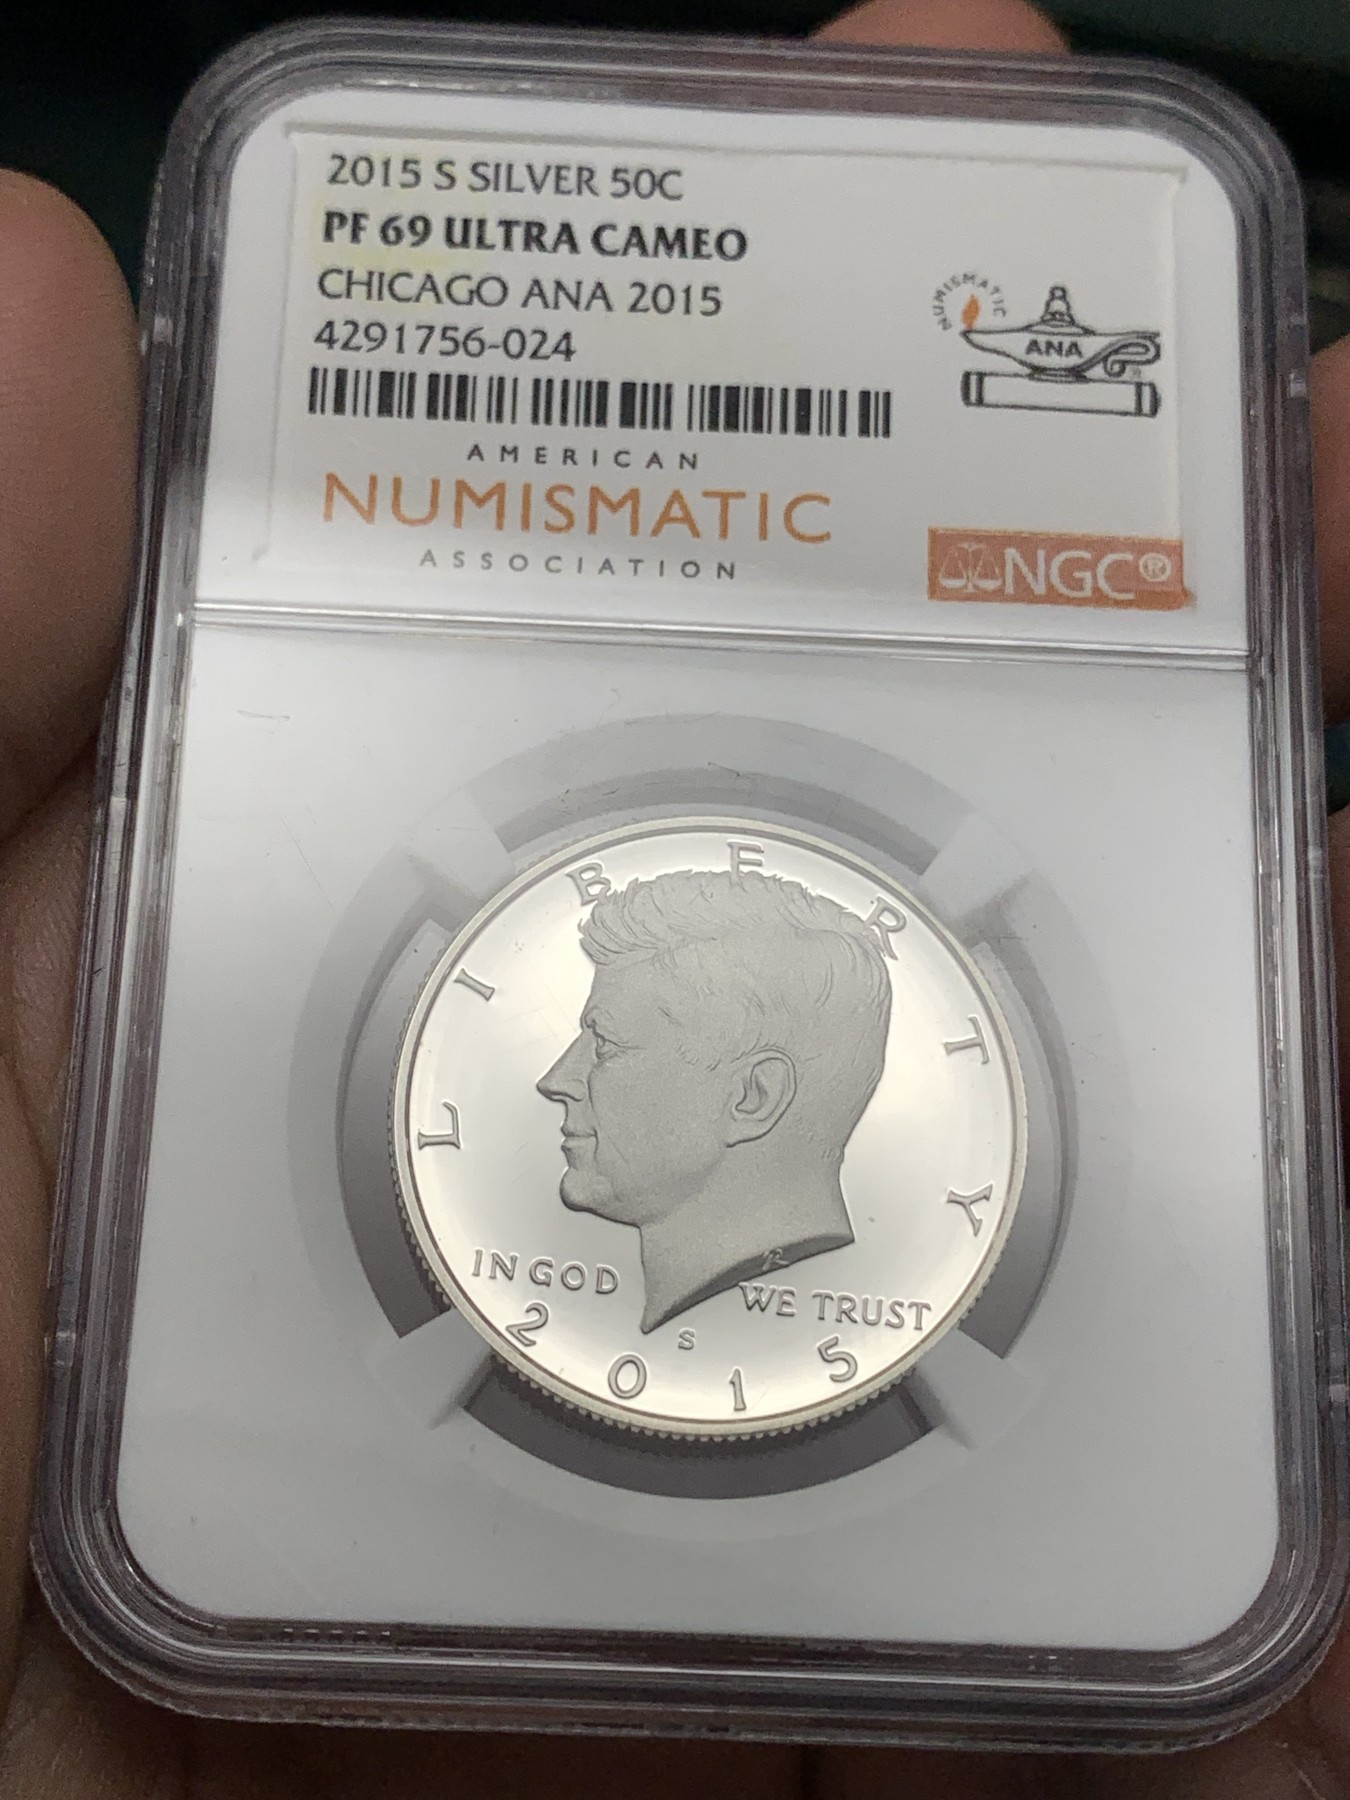 2015 S SILVER 50C
PF 69 ULTRA CAMEO
CHICAGO ANA 2015
4291756-024
NUMISMATIC
ANA
AMERICAN
NUMISMATIC
ASSOCIATION
NGC®
LIBERTY
IN GOD WE TRUST
S
2015